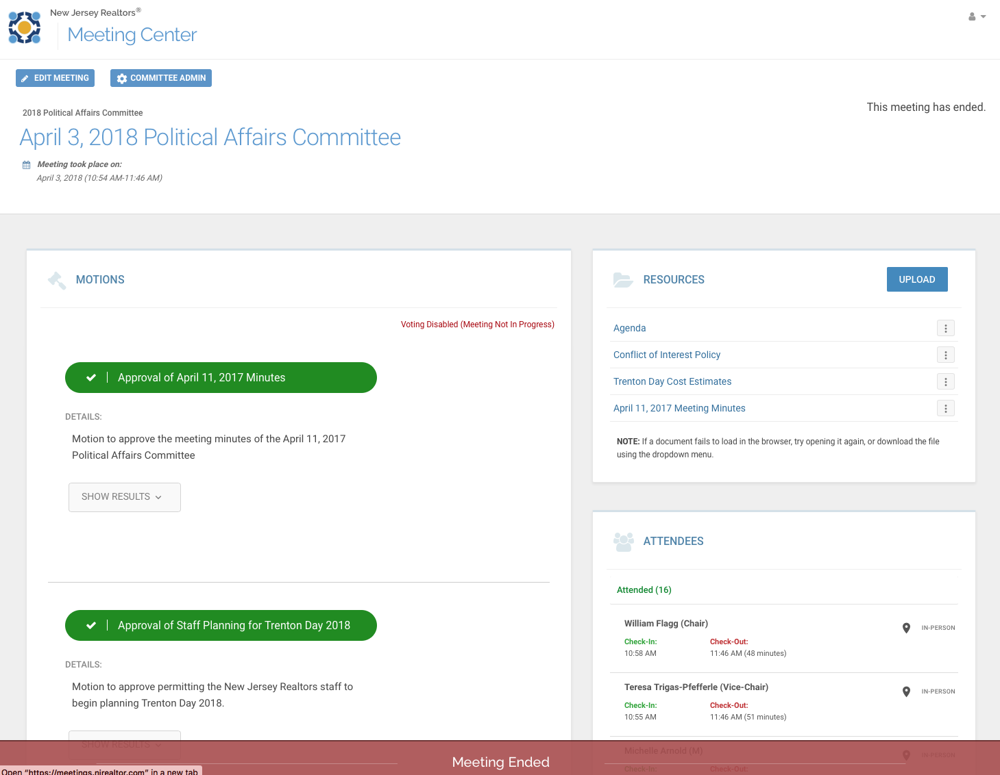 New Jersey Realtors®
Meeting Center
EDIT MEETING
COMMITTEE ADMIN
This meeting has ended.
2018 Political Affairs Committee
April 3, 2018 Political Affairs Committee
Meeting took place on:
April 3, 2018 (10:54 AM-11:46 AM)
MOTIONS
Voting Disabled (Meeting Not In Progress)
Approval of April 11, 2017 Minutes
DETAILS:
Motion to approve the meeting minutes of the April 11, 2017
Political Affairs Committee
SHOW RESULTS
Approval of Staff Planning for Trenton Day 2018
DETAILS:
Motion to approve permitting the New Jersey Realtors staff to
begin planning Trenton Day 2018.
SHOW RESULTS
RESOURCES
UPLOAD
Agenda
Conflict of Interest Policy
Trenton Day Cost Estimates
April 11, 2017 Meeting Minutes
NOTE: If a document fails to load in the browser, try opening it again, or download the file
using the dropdown menu.
ATTENDEES
Attended (16)
William Flagg (Chair)
IN-PERSON
Check-In:
Check-Out:
10:58 AM
11:46 AM (48 minutes)
Teresa Trigas-Pfefferle (Vice-Chair)
IN-PERSON
Check-In:
Check-Out:
10:55 AM
11:46 AM (51 minutes)
Michelle Arnold (M)
IN-PERSON
Check-In:
Check-Out:
Meeting Ended
Open "https://meetings.njrealtor.com" in a new tab